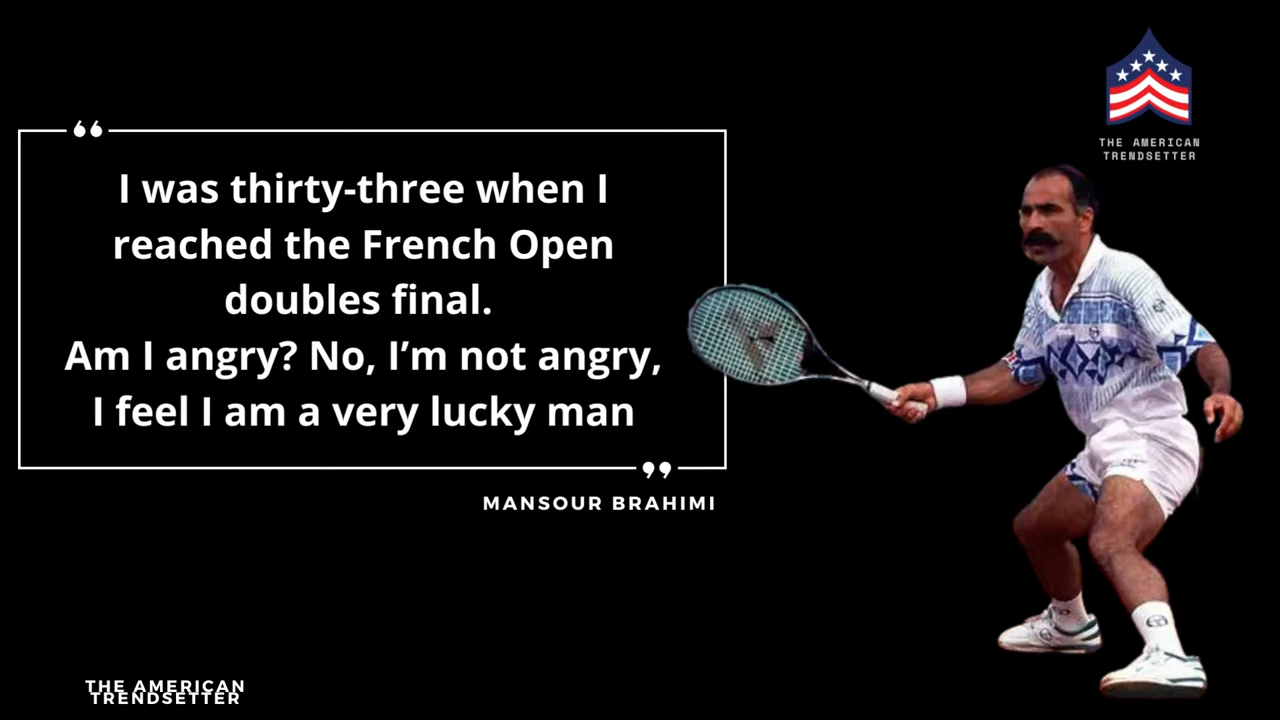 THE AMERICAN
TRENDSETTER
“
I was thirty-three when I
reached the French Open
doubles final.
Am I angry? No, I’m not angry,
I feel I am a very lucky man
”
MANSOUR BRAHIMI
THE AMERICAN
TRENDSETTER